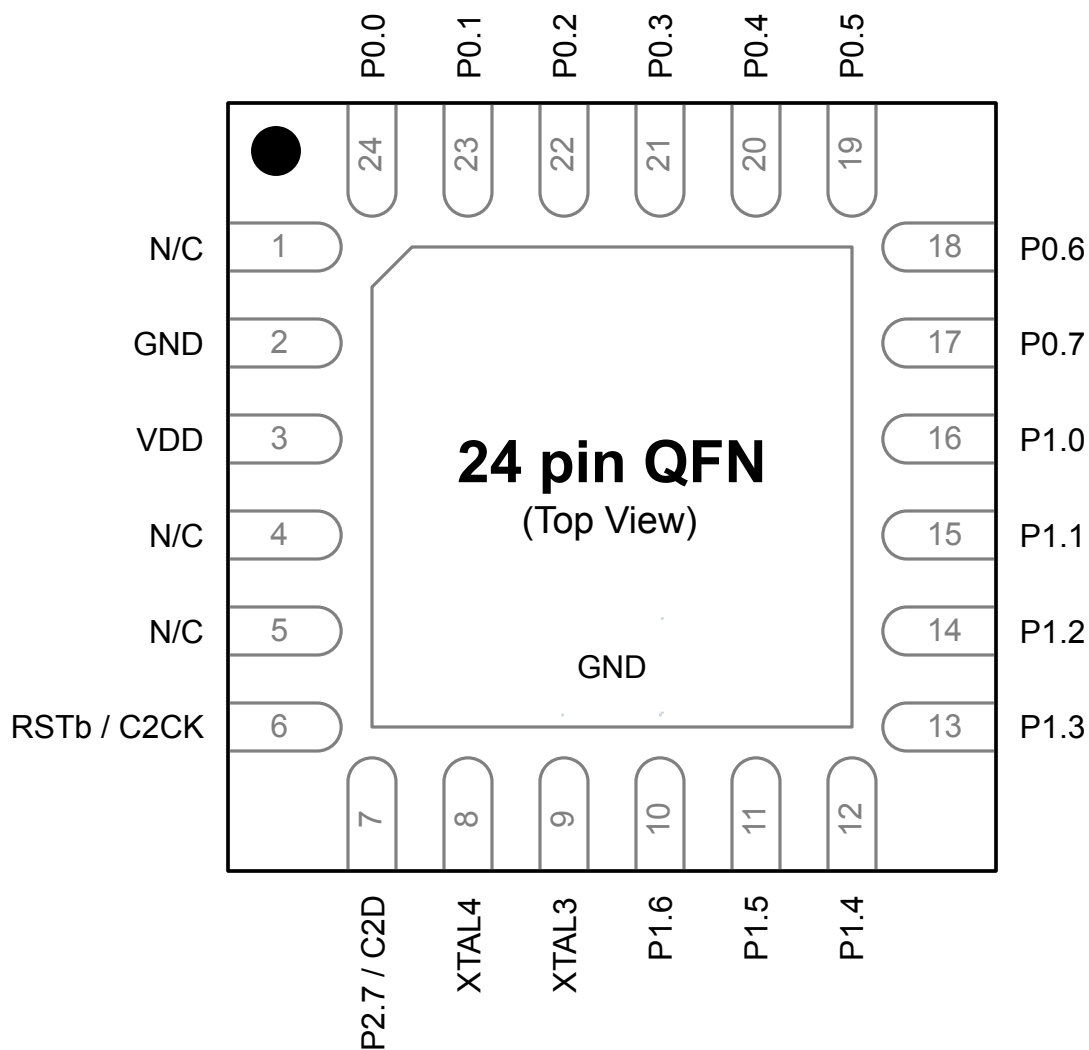 P0.0
P0.1
P0.2
P0.3
P0.4
P0.5
24
23
22
21
20
19
N/C
1
18
P0.6
GND
2
17
P0.7
VDD
3
16
P1.0
24 pin QFN
(Top View)
N/C
4
15
P1.1
N/C
5
14
P1.2
GND
RSTb / C2CK
6
13
P1.3
7
8
9
10
11
12
P2.7 / C2D
XTAL4
XTAL3
P1.6
P1.5
P1.4